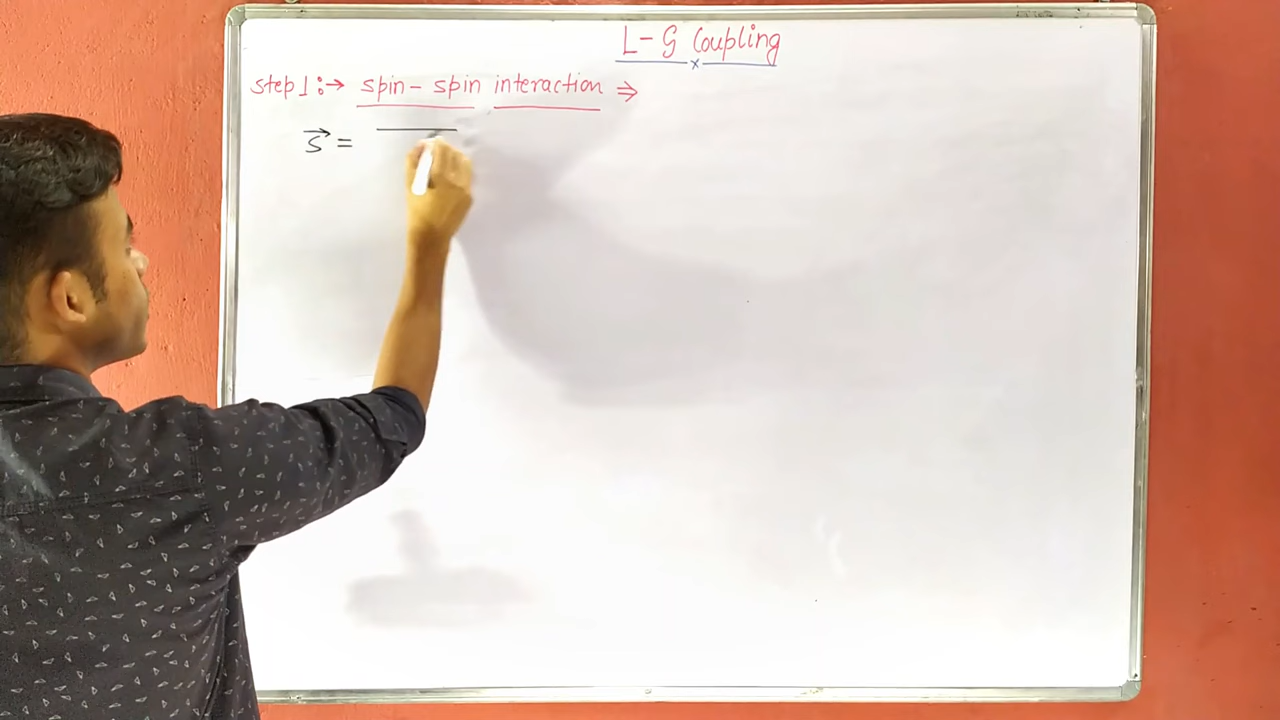 L-S Coupling
Step 1:→ spin-spin interaction ⇒
S⃗ =